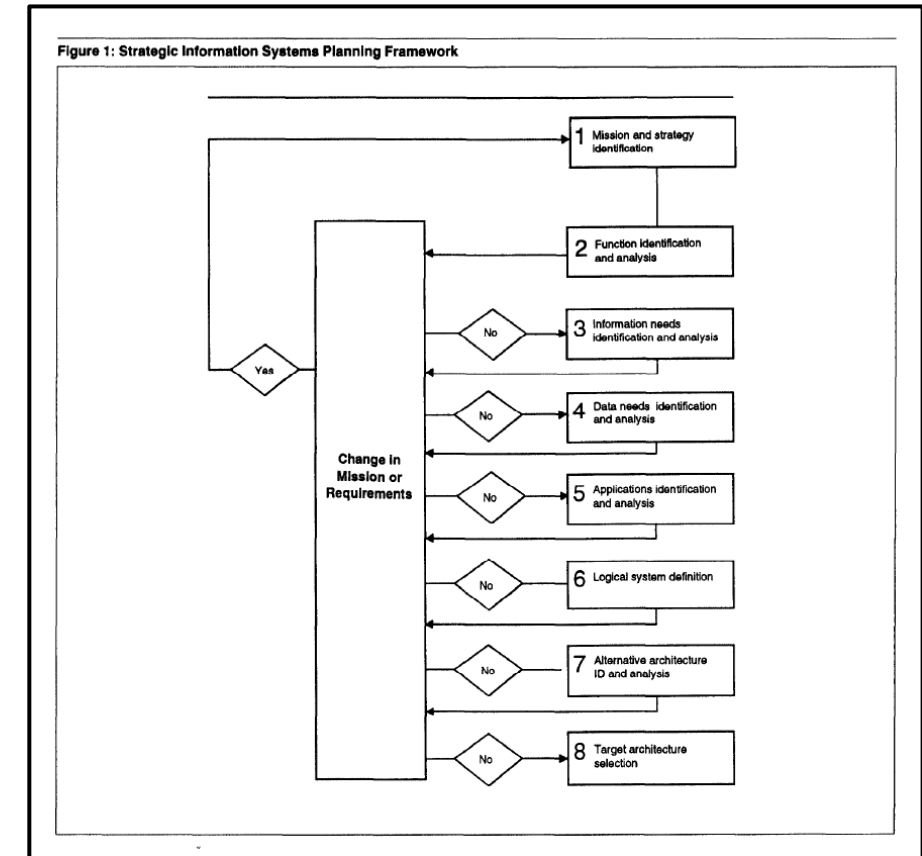 Figure 1: Strategic Information Systems Planning Framework
1 Mission and strategy
identification
2 Function identification
and analysis
No
3 Information needs
identification and analysis
Yes
No
4 Data needs identification
and analysis
Change in
Mission or
Requirements
No
5 Applications identification
and analysis
No
6 Logical system definition
No
7 Alternative architecture
ID and analysis
No
8 Target architecture
selection